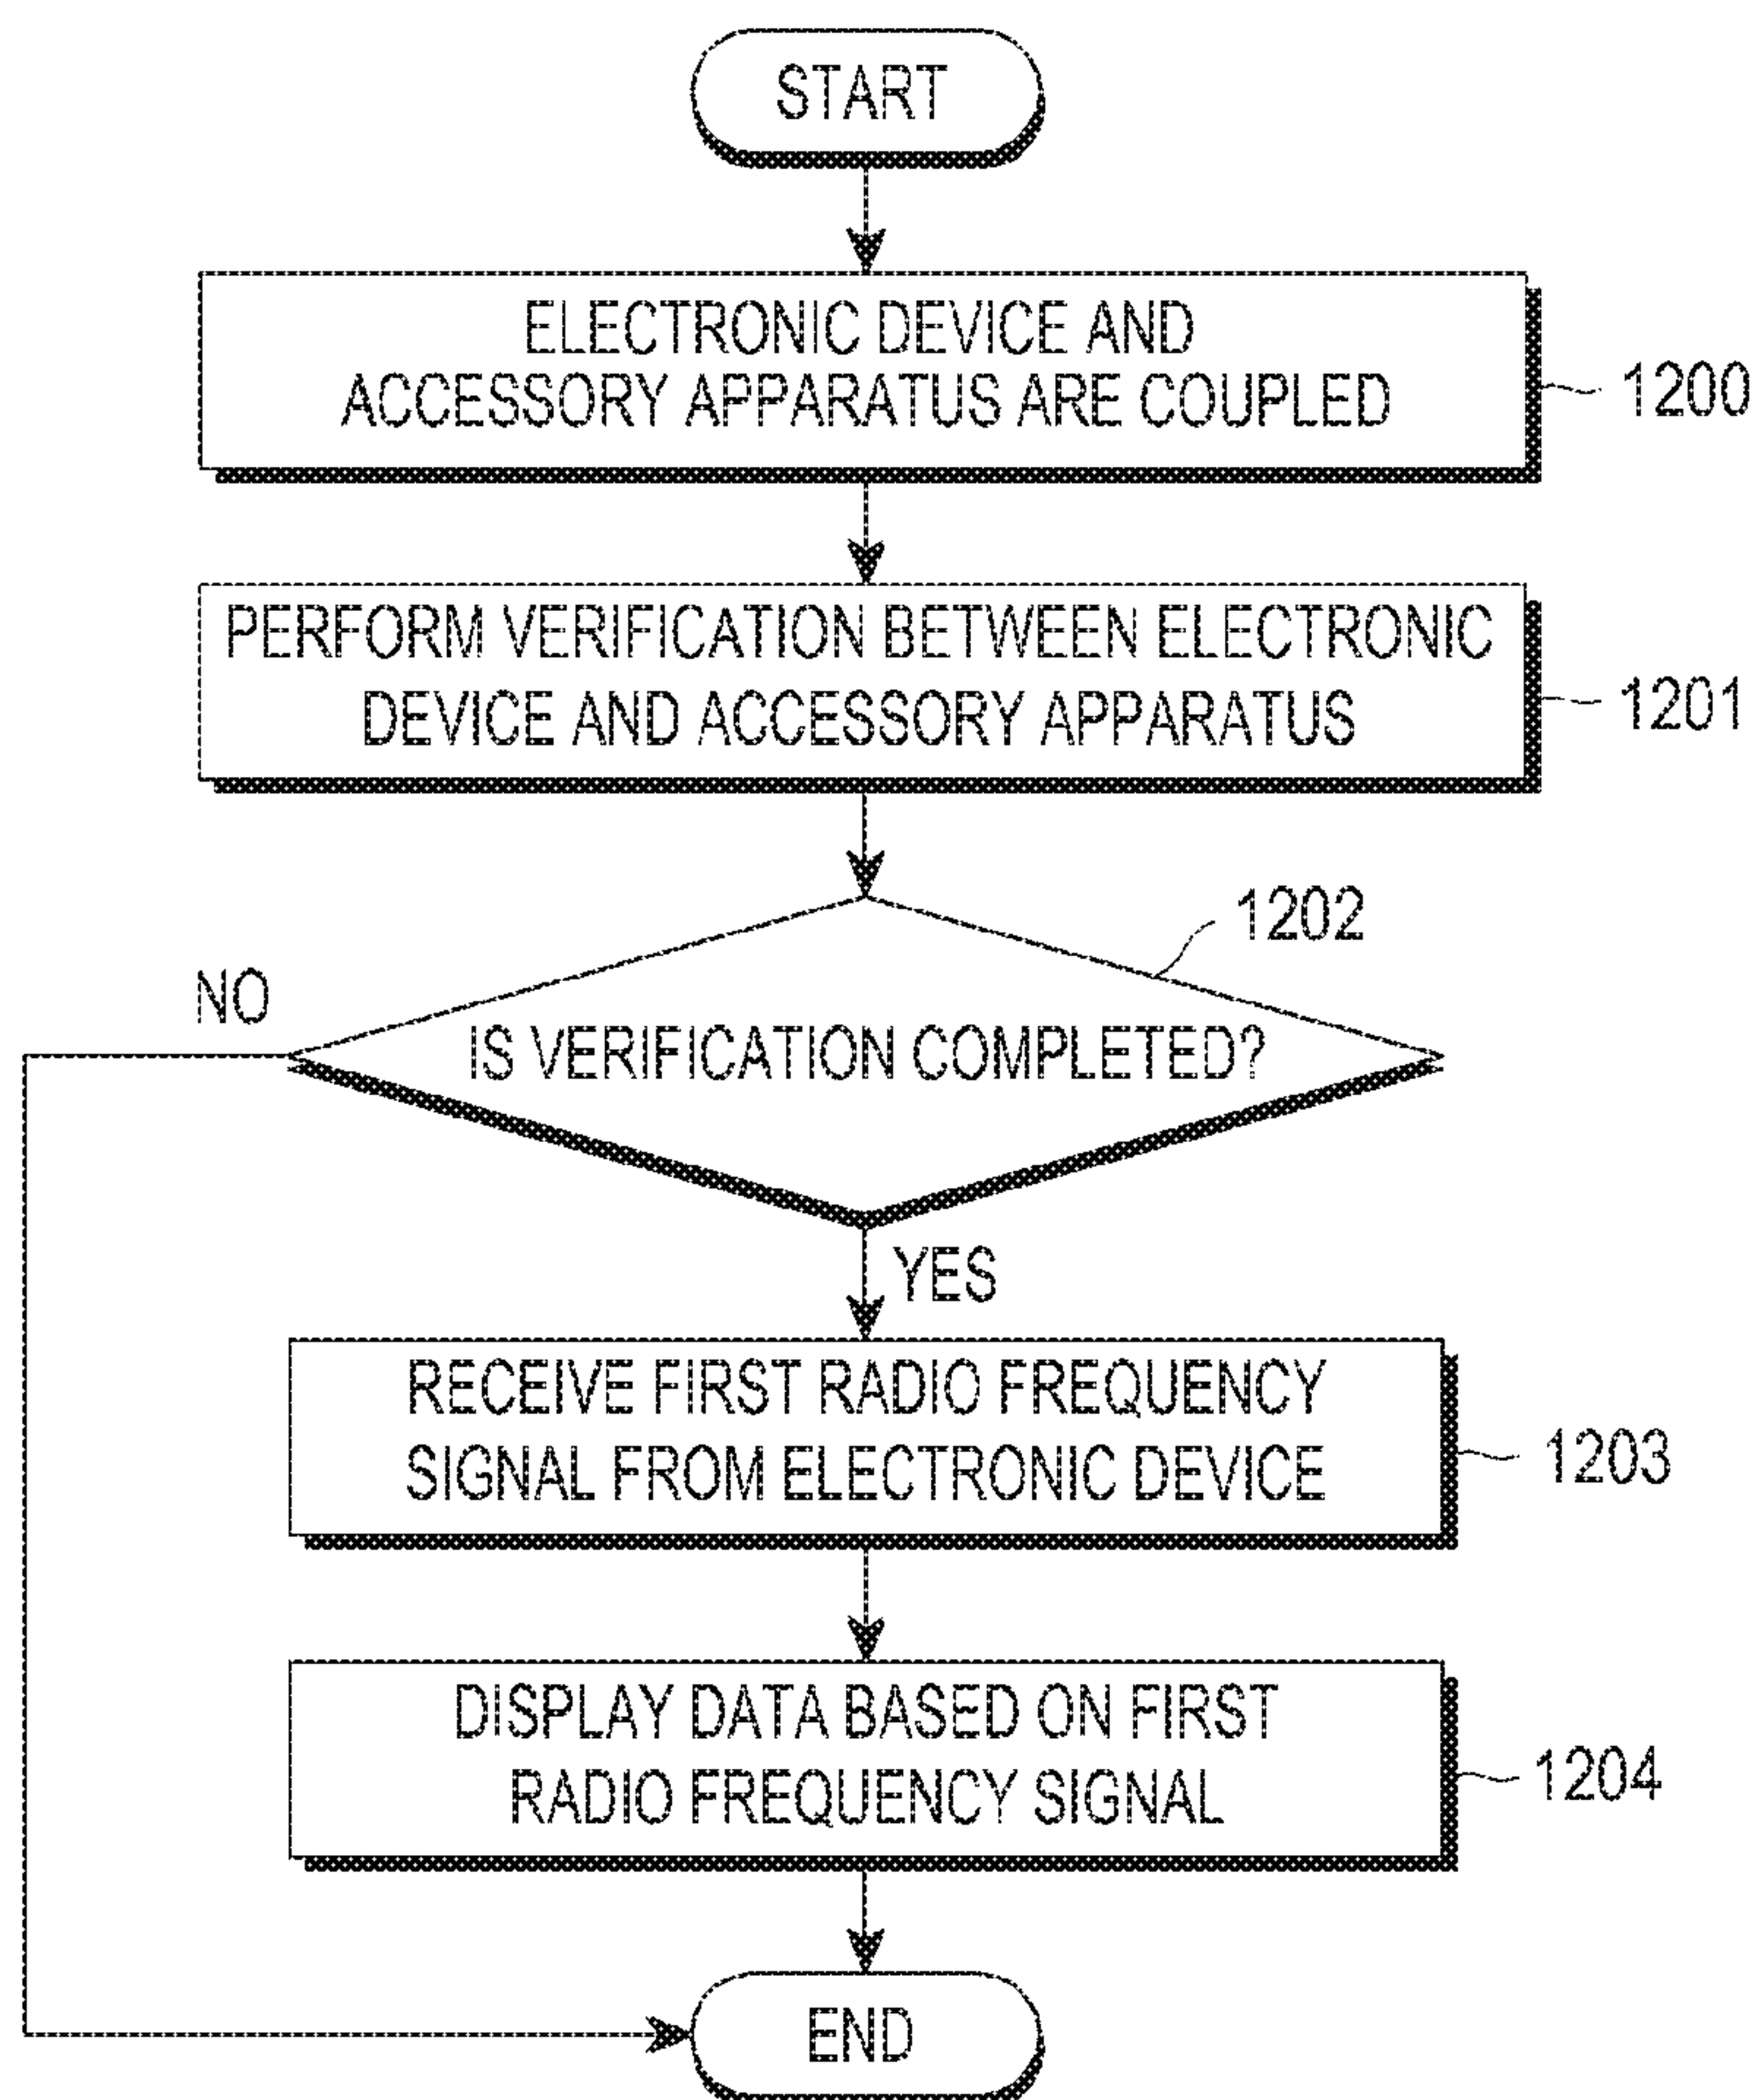 START
ELECTRONIC DEVICE AND
ACCESSORY APPARATUS ARE COUPLED
1200
PERFORM VERIFICATION BETWEEN ELECTRONIC
DEVICE AND ACCESSORY APPARATUS
1201
1202
NO
IS VERIFICATION COMPLETED?
YES
RECEIVE FIRST RADIO FREQUENCY
SIGNAL FROM ELECTRONIC DEVICE
1203
DISPLAY DATA BASED ON FIRST
RADIO FREQUENCY SIGNAL
1204
END